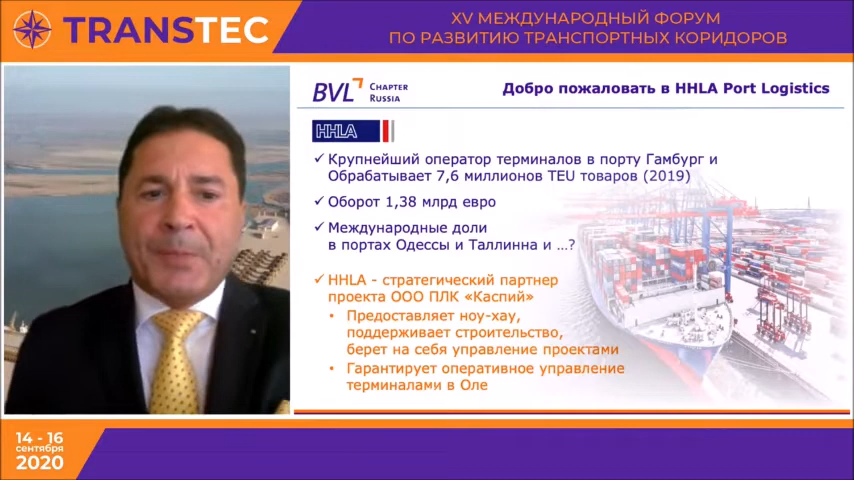 TRANSTEC
XV МЕЖДУНАРОДНЫЙ ФОРУМ
ПО РАЗВИТИЮ ТРАНСПОРТНЫХ КОРИДОРОВ
BVL CHAPTER
RUSSIA
Добро пожаловать в HHLA Port Logistics
HHLA
✓ Крупнейший оператор терминалов в порту Гамбург и
Обрабатывает 7,6 миллионов TEU товаров (2019)
✓ Оборот 1,38 млрд евро
✓ Международные доли
в портах Одессы и Таллинна и ...?
✓ HHLA - стратегический партнер
проекта ООО ПЛК «Каспий»
• Предоставляет ноу-хау,
поддерживает строительство,
берет на себя управление проектами
• Гарантирует оперативное управление
терминалами в Оле
14 - 16
сентября
2020